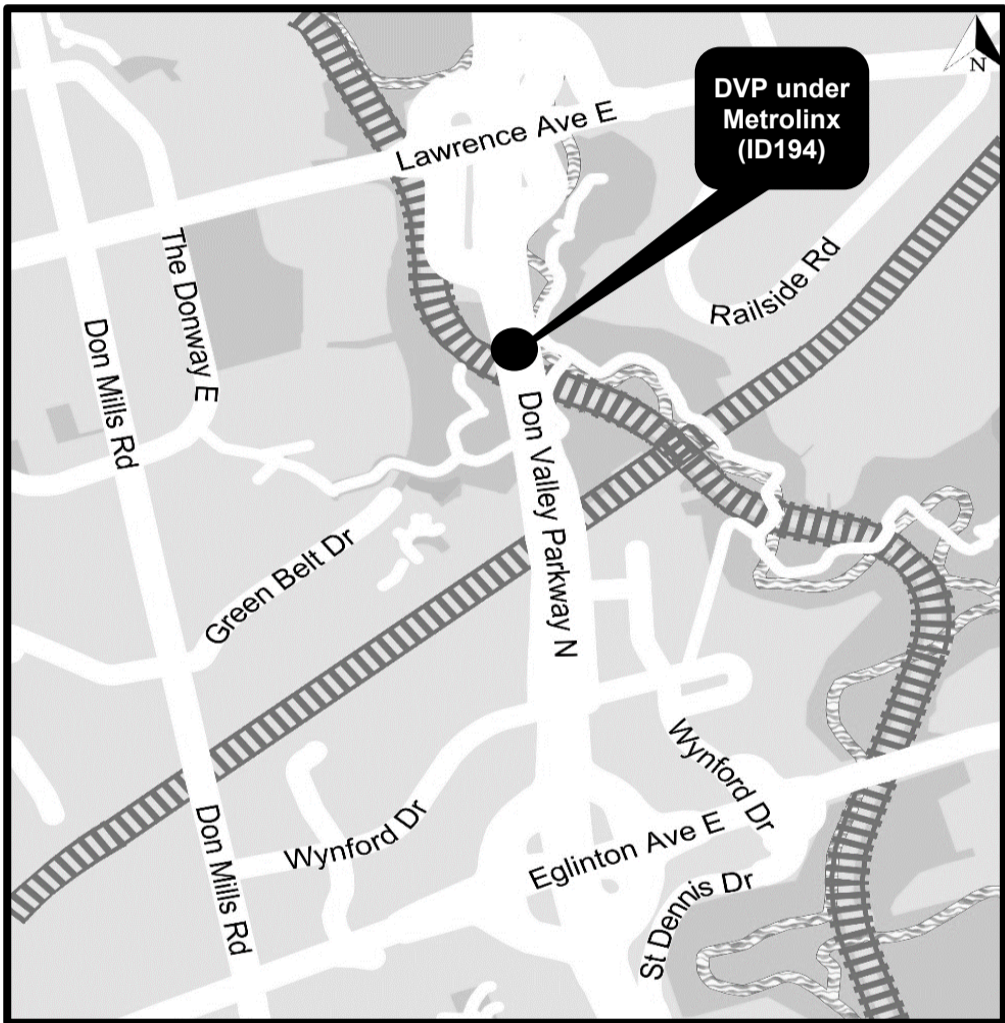 N
DVP under
Metrolinx
(ID194)
Lawrence Ave E
The Donway E
Railside Rd
Don Mills Rd
Don Valley Parkway N
Green Belt Dr
Wynford Dr
Wynford Dr
Don Mills Rd
Eglinton Ave E
St Dennis Dr